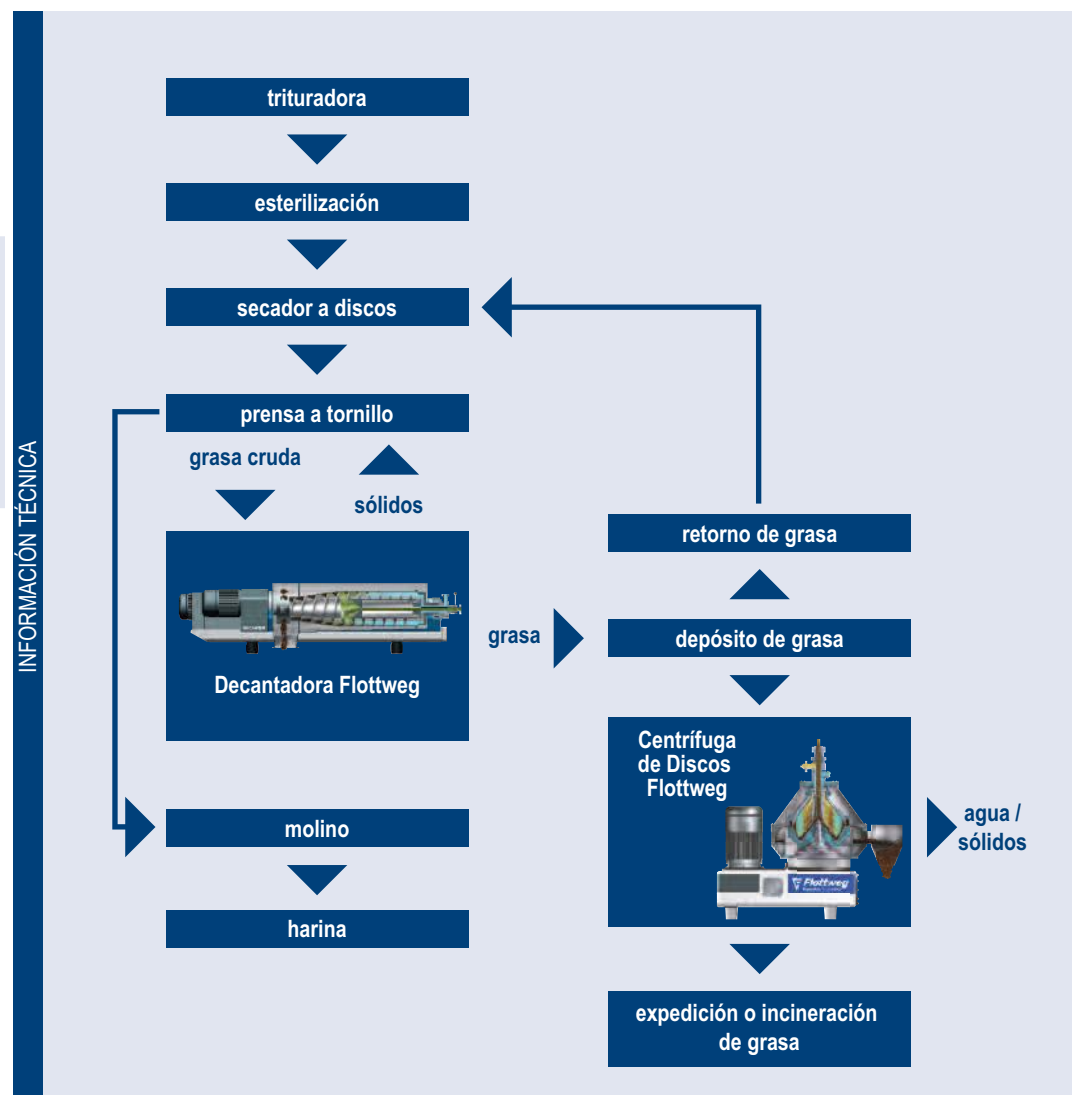 INFORMACIÓN TÉCNICA
trituradora
esterilización
secador a discos
prensa a tornillo
grasa cruda
sólidos
Decantadora Flottweg
molino
harina
grasa
retorno de grasa
depósito de grasa
Centrífuga
de Discos
Flottweg
Flottweg
agua /
sólidos
expedición o incineración
de grasa